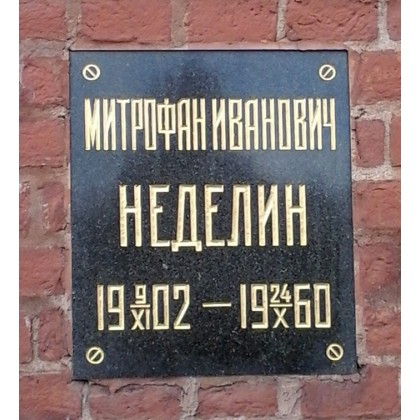 МИТРОФАН ИВАНОВИЧ
НЕДЕЛИН
19 9/XI 02 — 19 24/X 60